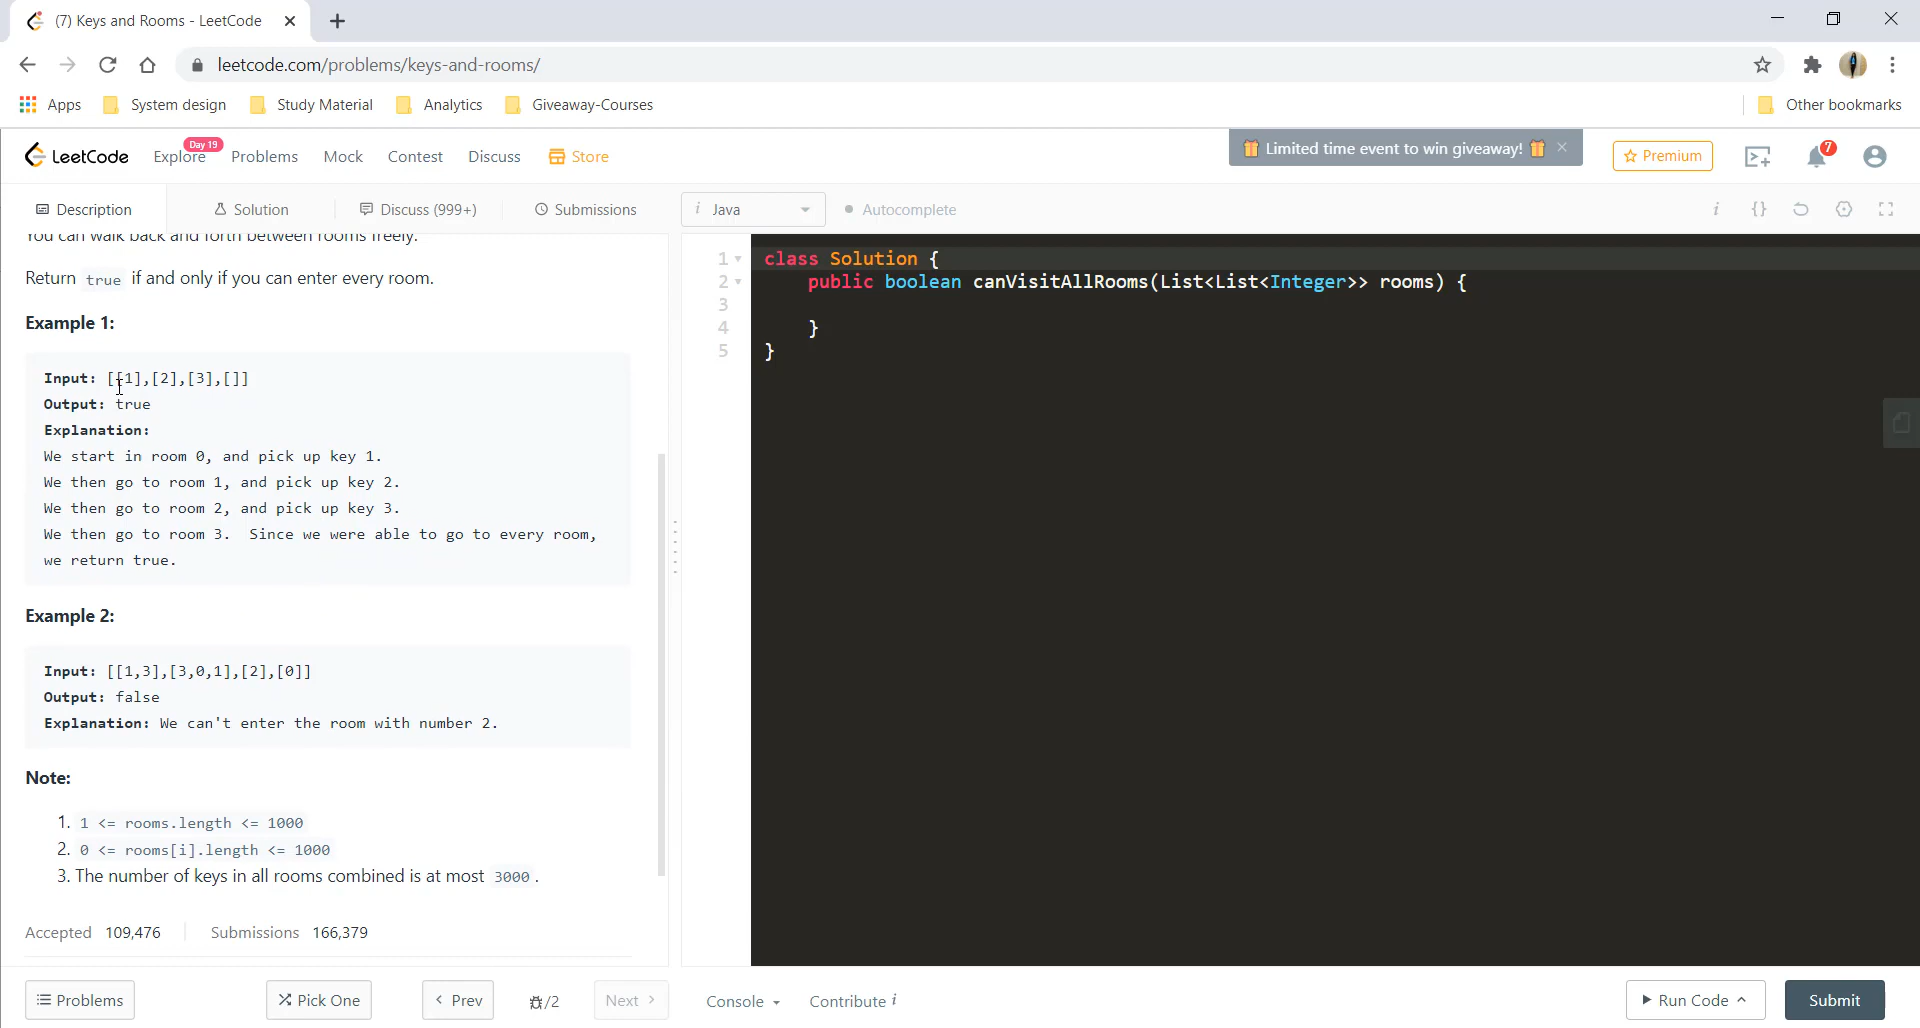 (7) Keys and Rooms - LeetCode
leetcode.com/problems/keys-and-rooms/
Apps System design Study Material Analytics Giveaway-Courses Other bookmarks
LeetCode Explore Day 19 Problems Mock Contest Discuss Store Limited time event to win giveaway! Premium 7
Description Solution Discuss (999+) Submissions i Java Autocomplete i {}
You can walk back and forth between rooms freely.
Return true if and only if you can enter every room.
Example 1:
Input: [[1],[2],[3],[]]
Output: true
Explanation:
We start in room 0, and pick up key 1.
We then go to room 1, and pick up key 2.
We then go to room 2, and pick up key 3.
We then go to room 3. Since we were able to go to every room,
we return true.
Example 2:
Input: [[1,3],[3,0,1],[2],[0]]
Output: false
Explanation: We can't enter the room with number 2.
Note:
1. 1 <= rooms.length <= 1000
2. 0 <= rooms[i].length <= 1000
3. The number of keys in all rooms combined is at most 3000.
Accepted 109,476 Submissions 166,379
1 class Solution {
2 public boolean canVisitAllRooms(List<List<Integer>> rooms) {
3
4 }
5 }
Problems Pick One < Prev /2 Next > Console Contribute i Run Code Submit